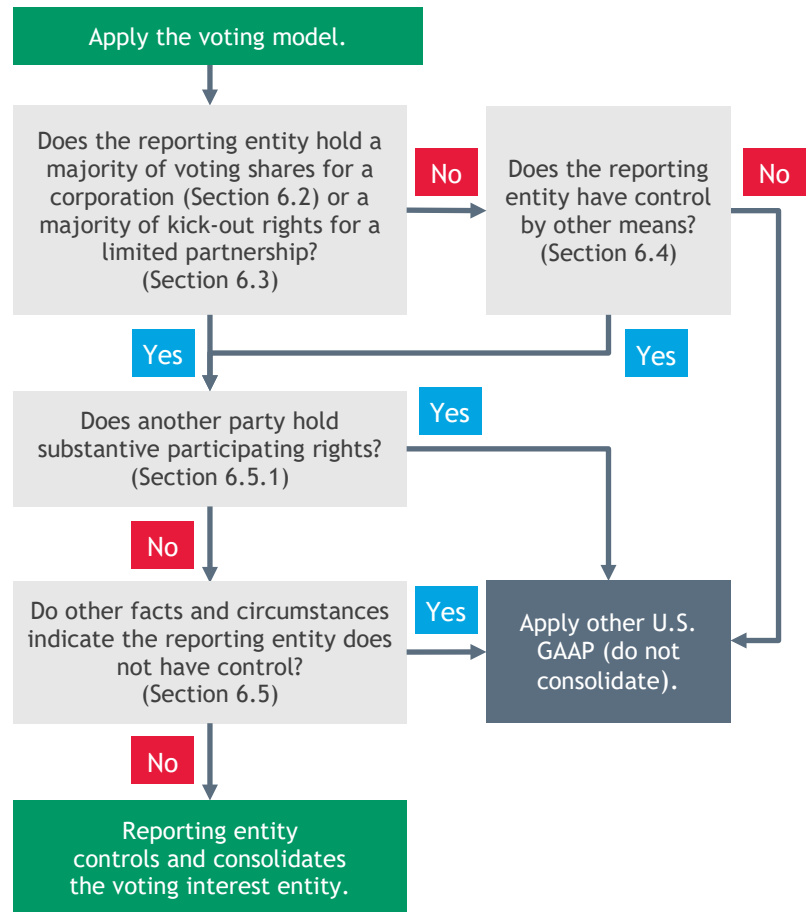 Apply the voting model.
Does the reporting entity hold a
majority of voting shares for a
corporation (Section 6.2) or a
majority of kick-out rights for a
limited partnership?
(Section 6.3)
No
Does the reporting
entity have control
by other means?
(Section 6.4)
No
Yes
Yes
Does another party hold
substantive participating rights?
(Section 6.5.1)
Yes
No
Do other facts and circumstances
indicate the reporting entity does
not have control?
(Section 6.5)
Yes
Apply other U.S.
GAAP (do not
consolidate).
No
Reporting entity
controls and consolidates
the voting interest entity.